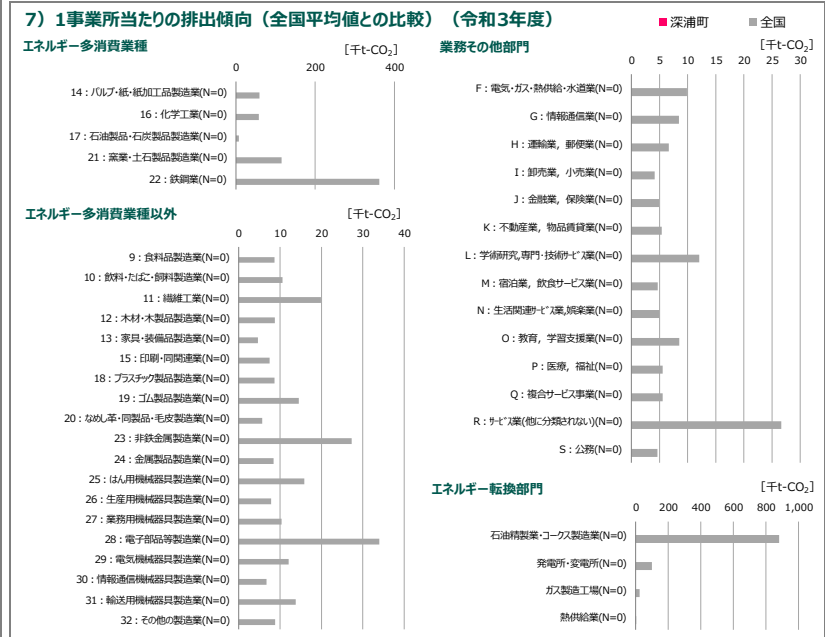 7）1事業所当たりの排出傾向（全国平均値との比較）（令和3年度）
■深浦町 ■全国
エネルギー多消費業種
［千t-CO₂］
0 200 400
14：パルプ・紙・紙加工品製造業(N=0)
16：化学工業(N=0)
17：石油製品・石炭製品製造業(N=0)
21：窯業・土石製品製造業(N=0)
22：鉄鋼業(N=0)
エネルギー多消費業種以外
［千t-CO₂］
0 10 20 30 40
9：食料品製造業(N=0)
10：飲料・たばこ・飼料製造業(N=0)
11：繊維工業(N=0)
12：木材・木製品製造業(N=0)
13：家具・装備品製造業(N=0)
15：印刷・同関連業(N=0)
18：プラスチック製品製造業(N=0)
19：ゴム製品製造業(N=0)
20：なめし革・同製品・毛皮製造業(N=0)
23：非鉄金属製造業(N=0)
24：金属製品製造業(N=0)
25：はん用機械器具製造業(N=0)
26：生産用機械器具製造業(N=0)
27：業務用機械器具製造業(N=0)
28：電子部品等製造業(N=0)
29：電気機械器具製造業(N=0)
30：情報通信機械器具製造業(N=0)
31：輸送用機械器具製造業(N=0)
32：その他の製造業(N=0)
業務その他部門
［千t-CO₂］
0 5 10 15 20 25 30
F：電気・ガス・熱供給・水道業(N=0)
G：情報通信業(N=0)
H：運輸業，郵便業(N=0)
I：卸売業，小売業(N=0)
J：金融業，保険業(N=0)
K：不動産業，物品賃貸業(N=0)
L：学術研究,専門・技術サービス業(N=0)
M：宿泊業，飲食サービス業(N=0)
N：生活関連サービス業,娯楽業(N=0)
O：教育，学習支援業(N=0)
P：医療，福祉(N=0)
Q：複合サービス事業(N=0)
R：サービス業(他に分類されない)(N=0)
S：公務(N=0)
エネルギー転換部門
［千t-CO₂］
0 200 400 600 800 1,000
石油精製業・コークス製造業(N=0)
発電所・変電所(N=0)
ガス製造工場(N=0)
熱供給業(N=0)